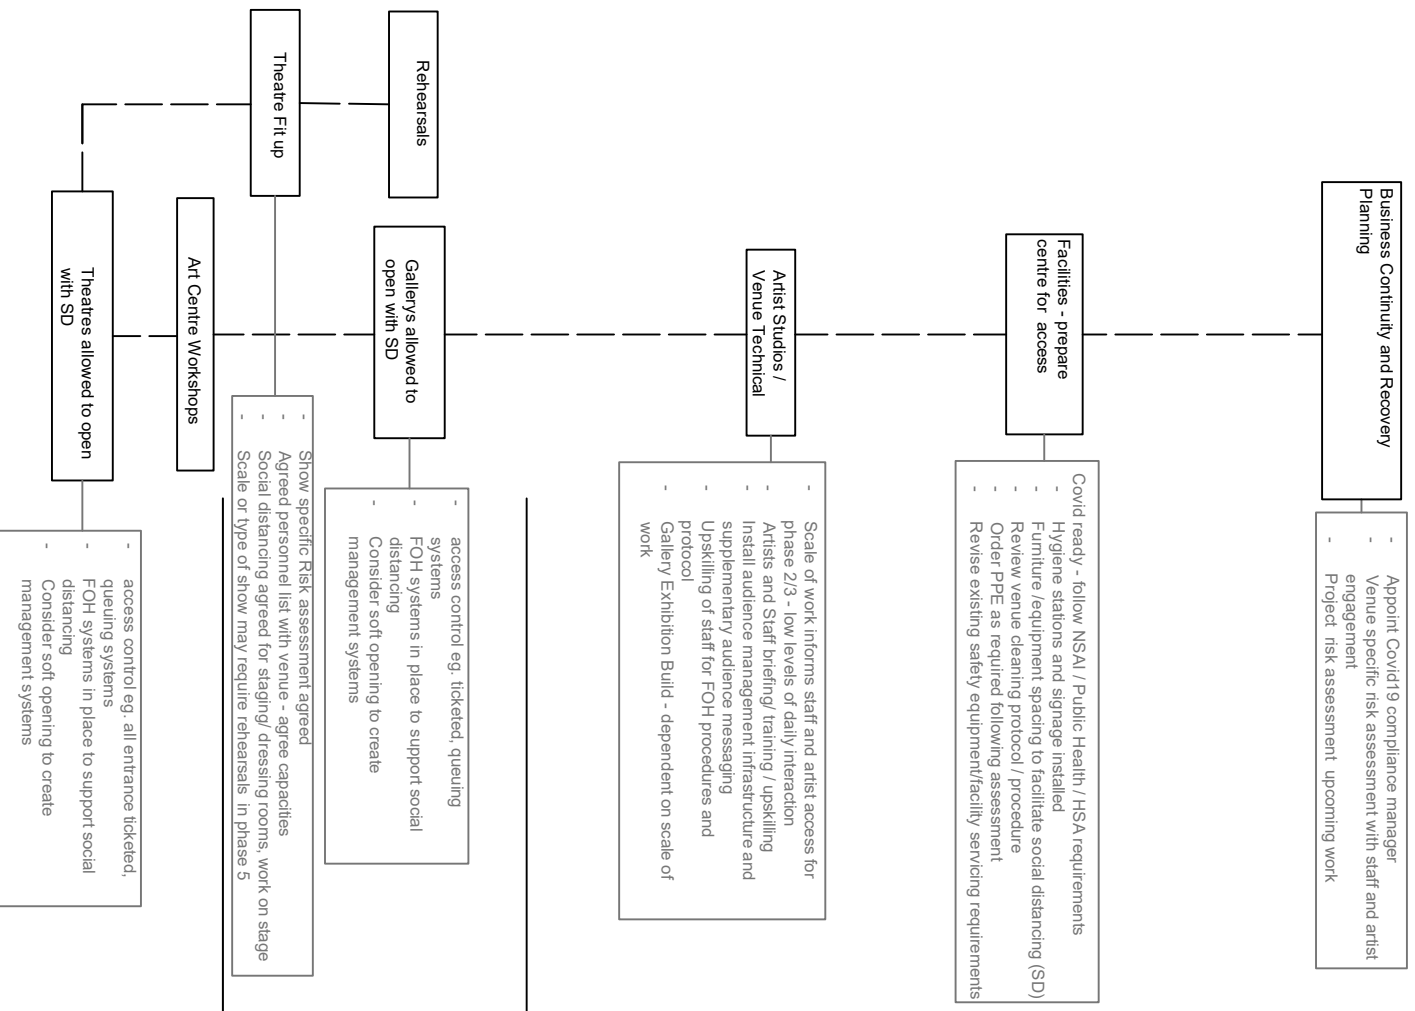 Business Continuity and Recovery
Planning
- Appoint Covid19 compliance manager
- Venue specific risk assessment with staff and artist
engagement
- Project risk assessment upcoming work
Facilities - prepare
centre for access
Covid ready - follow NSAI / Public Health / HSA requirements
- Hygiene stations and signage installed
- Furniture /equipment spacing to facilitate social distancing (SD)
- Review venue cleaning protocol / procedure
- Order PPE as required following assessment
- Revise existing safety equipment/facility servicing requirements
Artist Studios /
Venue Technical
- Scale of work informs staff and artist access for
phase 2/3 - low levels of daily interaction
- Artists and Staff briefing/ training / upskilling
- Install audience management infrastructure and
supplementary audience messaging
- Upskilling of staff for FOH procedures and
protocol
- Gallery Exhibition Build - dependent on scale of
work
Rehearsals
Gallerys allowed to
open with SD
- access control eg. ticketed, queuing
systems
- FOH systems in place to support social
distancing
- Consider soft opening to create
management systems
Theatre Fit up
- Show specific Risk assessment agreed
- Agreed personnel list with venue - agree capacities
- Social distancing agreed for staging/ dressing rooms, work on stage
- Scale or type of show may require rehearsals in phase 5
Art Centre Workshops
Theatres allowed to open
with SD
- access control eg. all entrance ticketed,
queuing systems
- FOH systems in place to support social
distancing
- Consider soft opening to create
management systems